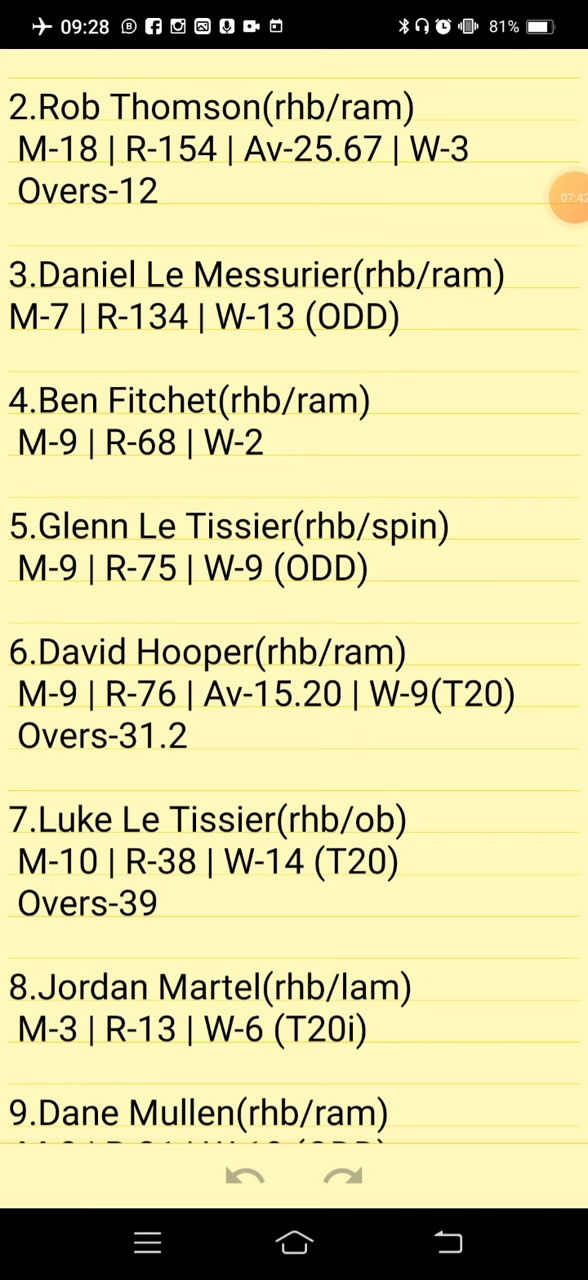 09:28
81%
2.Rob Thomson(rhb/ram)
M-18 | R-154 | Av-25.67 | W-3
Overs-12
07:42
3.Daniel Le Messurier(rhb/ram)
M-7 | R-134 | W-13 (ODD)
4.Ben Fitchet(rhb/ram)
M-9 | R-68 | W-2
5.Glenn Le Tissier(rhb/spin)
M-9 | R-75 | W-9 (ODD)
6.David Hooper(rhb/ram)
M-9 | R-76 | Av-15.20 | W-9(T20)
Overs-31.2
7.Luke Le Tissier(rhb/ob)
M-10 | R-38 | W-14 (T20)
Overs-39
8.Jordan Martel(rhb/lam)
M-3 | R-13 | W-6 (T20i)
9.Dane Mullen(rhb/ram)